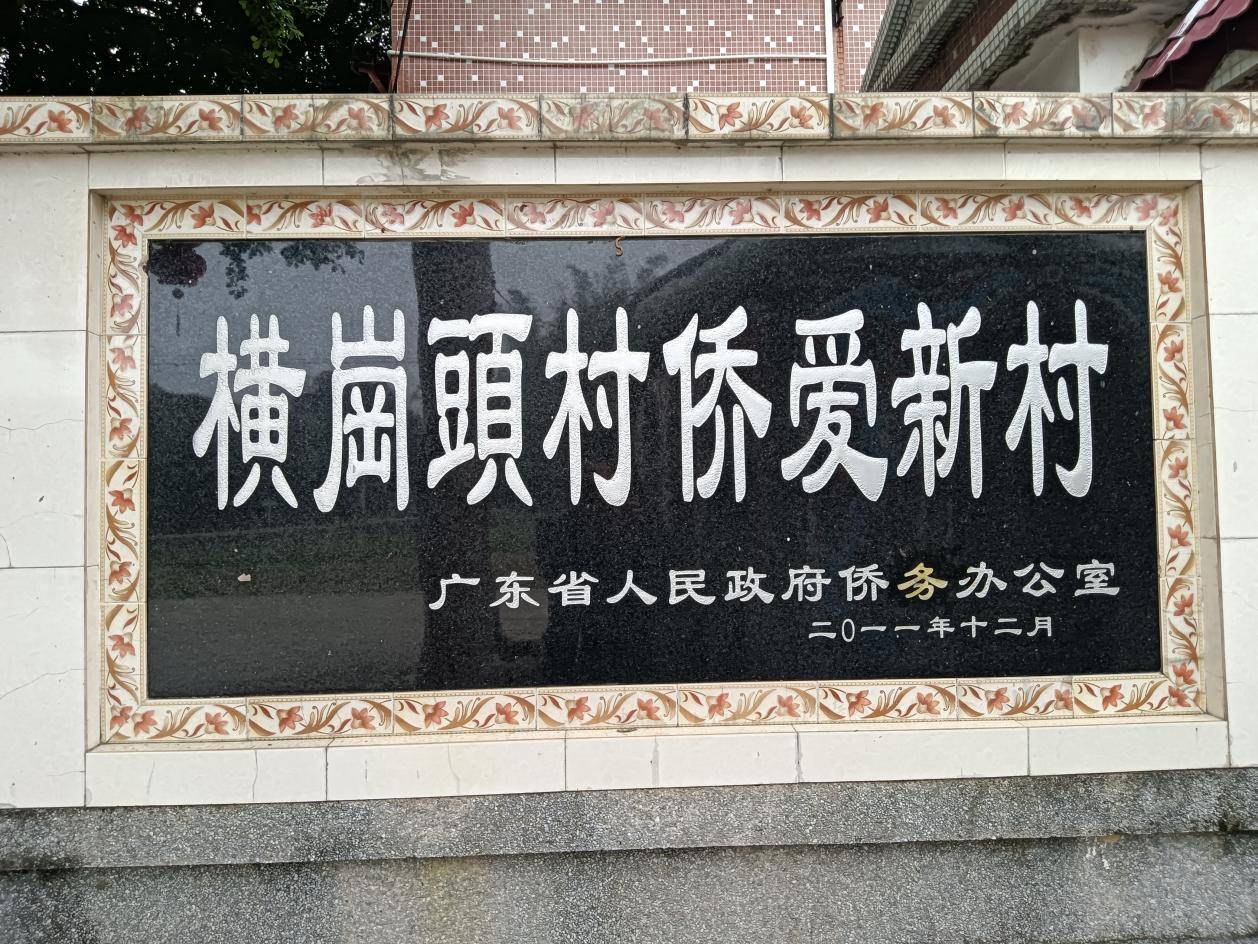 横崗頭村侨爱新村
广东省人民政府侨务办公室
二〇一一年十二月